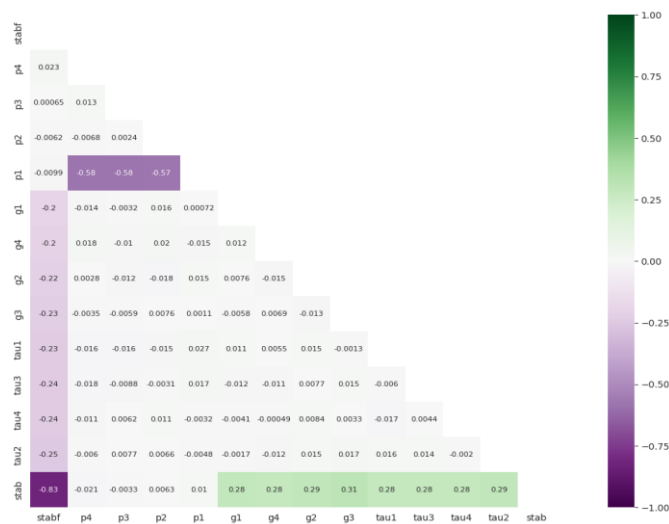 stabf
p4 0.023
p3 0.00065 0.013
p2 -0.0062 -0.0068 0.0024
p1 -0.0099 -0.58 -0.58 -0.57
g1 -0.2 -0.014 -0.0032 0.016 0.00072
g4 -0.2 0.018 -0.01 0.02 -0.015 0.012
g2 -0.22 0.0028 -0.012 -0.018 0.015 0.0076 -0.015
g3 -0.23 -0.0035 -0.0059 0.0076 0.0011 -0.0058 0.0069 -0.013
tau1 -0.23 -0.016 -0.016 -0.015 0.027 0.011 0.0055 0.015 -0.0013
tau3 -0.24 -0.018 -0.0088 -0.0031 0.017 -0.012 -0.011 0.0077 0.015 -0.006
tau4 -0.24 -0.011 0.0062 0.011 -0.0032 -0.0041 -0.00049 0.0084 0.0033 -0.017 0.0044
tau2 -0.25 -0.006 0.0077 0.0066 -0.0048 -0.0017 -0.012 0.015 0.017 0.016 0.014 -0.002
stab -0.83 -0.021 -0.0033 0.0063 0.01 0.28 0.28 0.29 0.31 0.28 0.28 0.28 0.29
stabf p4 p3 p2 p1 g1 g4 g2 g3 tau1 tau3 tau4 tau2 stab
1.00
0.75
0.50
0.25
0.00
−0.25
−0.50
−0.75
−1.00